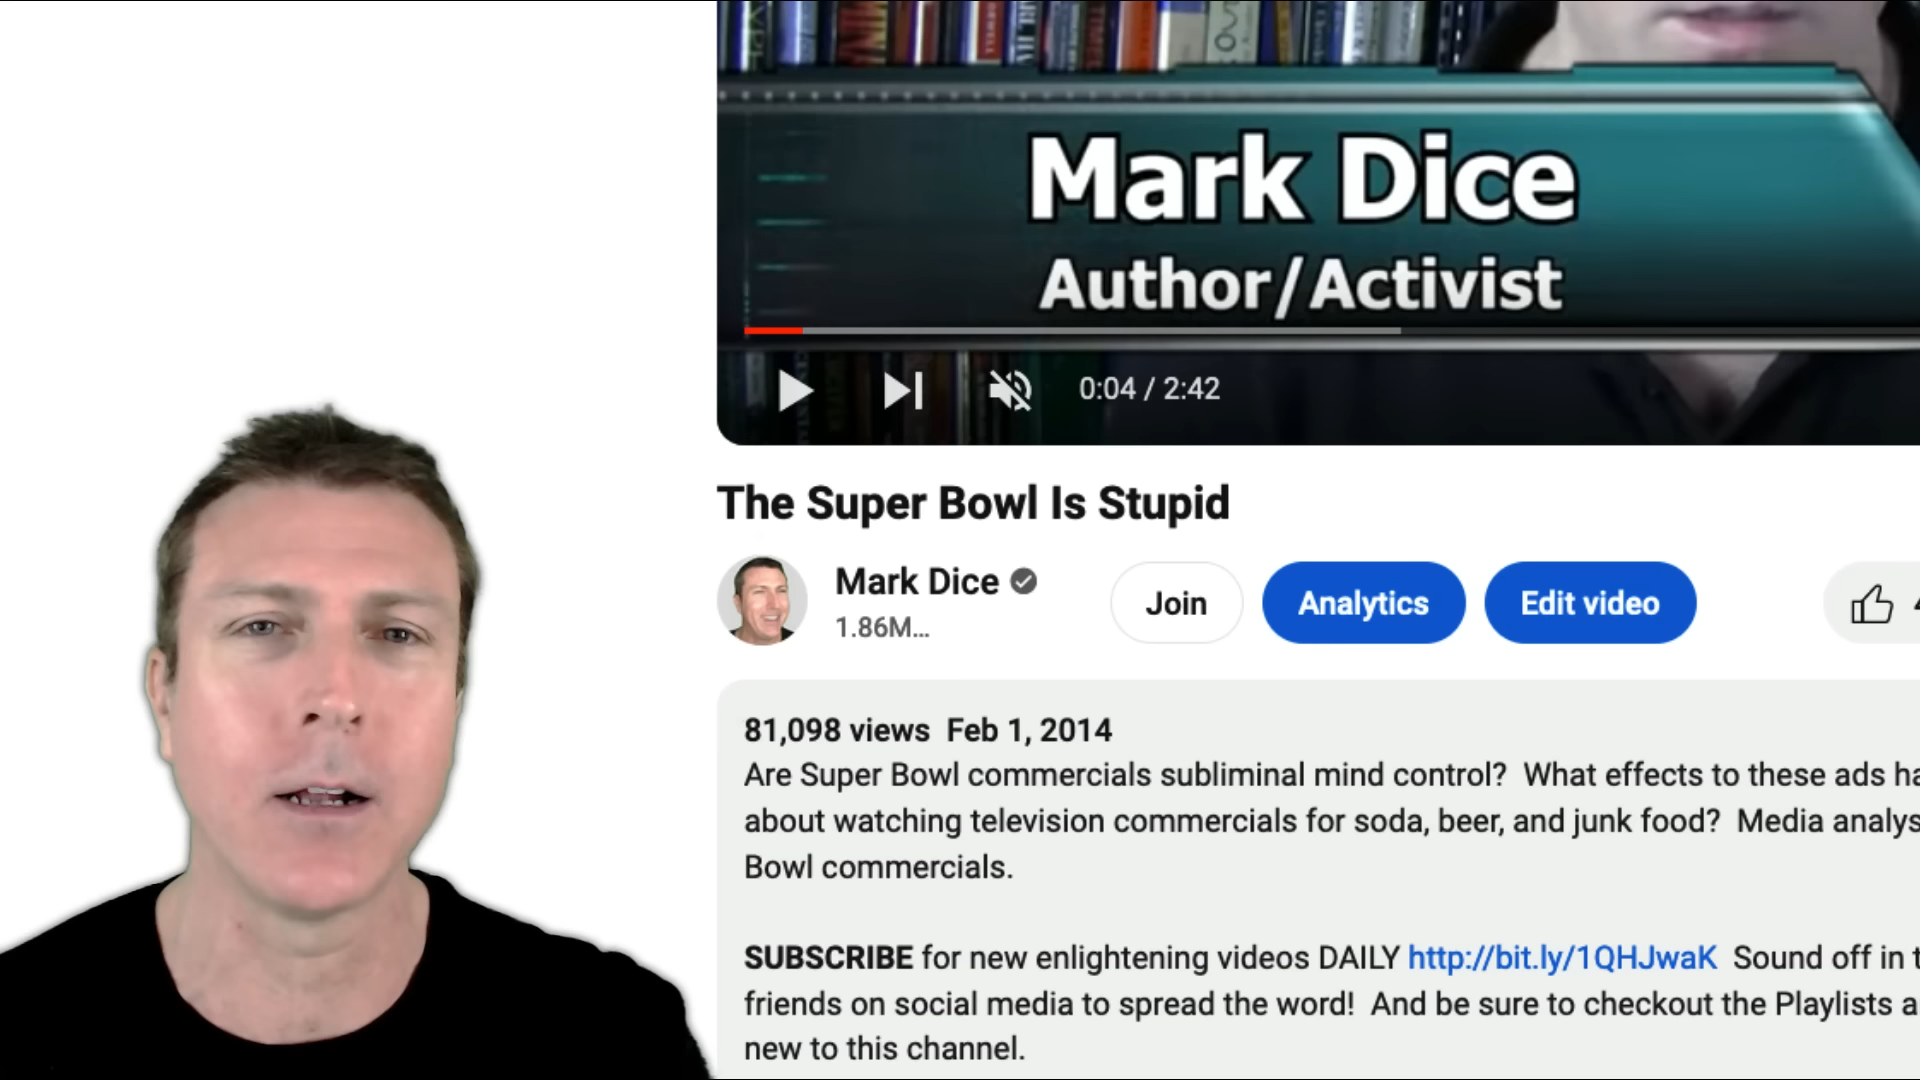 Mark Dice
Author/Activist
0:04 / 2:42
The Super Bowl Is Stupid
Mark Dice
1.86M...
Join
Analytics
Edit video
81,098 views Feb 1, 2014
Are Super Bowl commercials subliminal mind control? What effects to these ads ha
about watching television commercials for soda, beer, and junk food? Media analys
Bowl commercials.
SUBSCRIBE for new enlightening videos DAILY http://bit.ly/1QHJwaK Sound off in t
friends on social media to spread the word! And be sure to checkout the Playlists a
new to this channel.